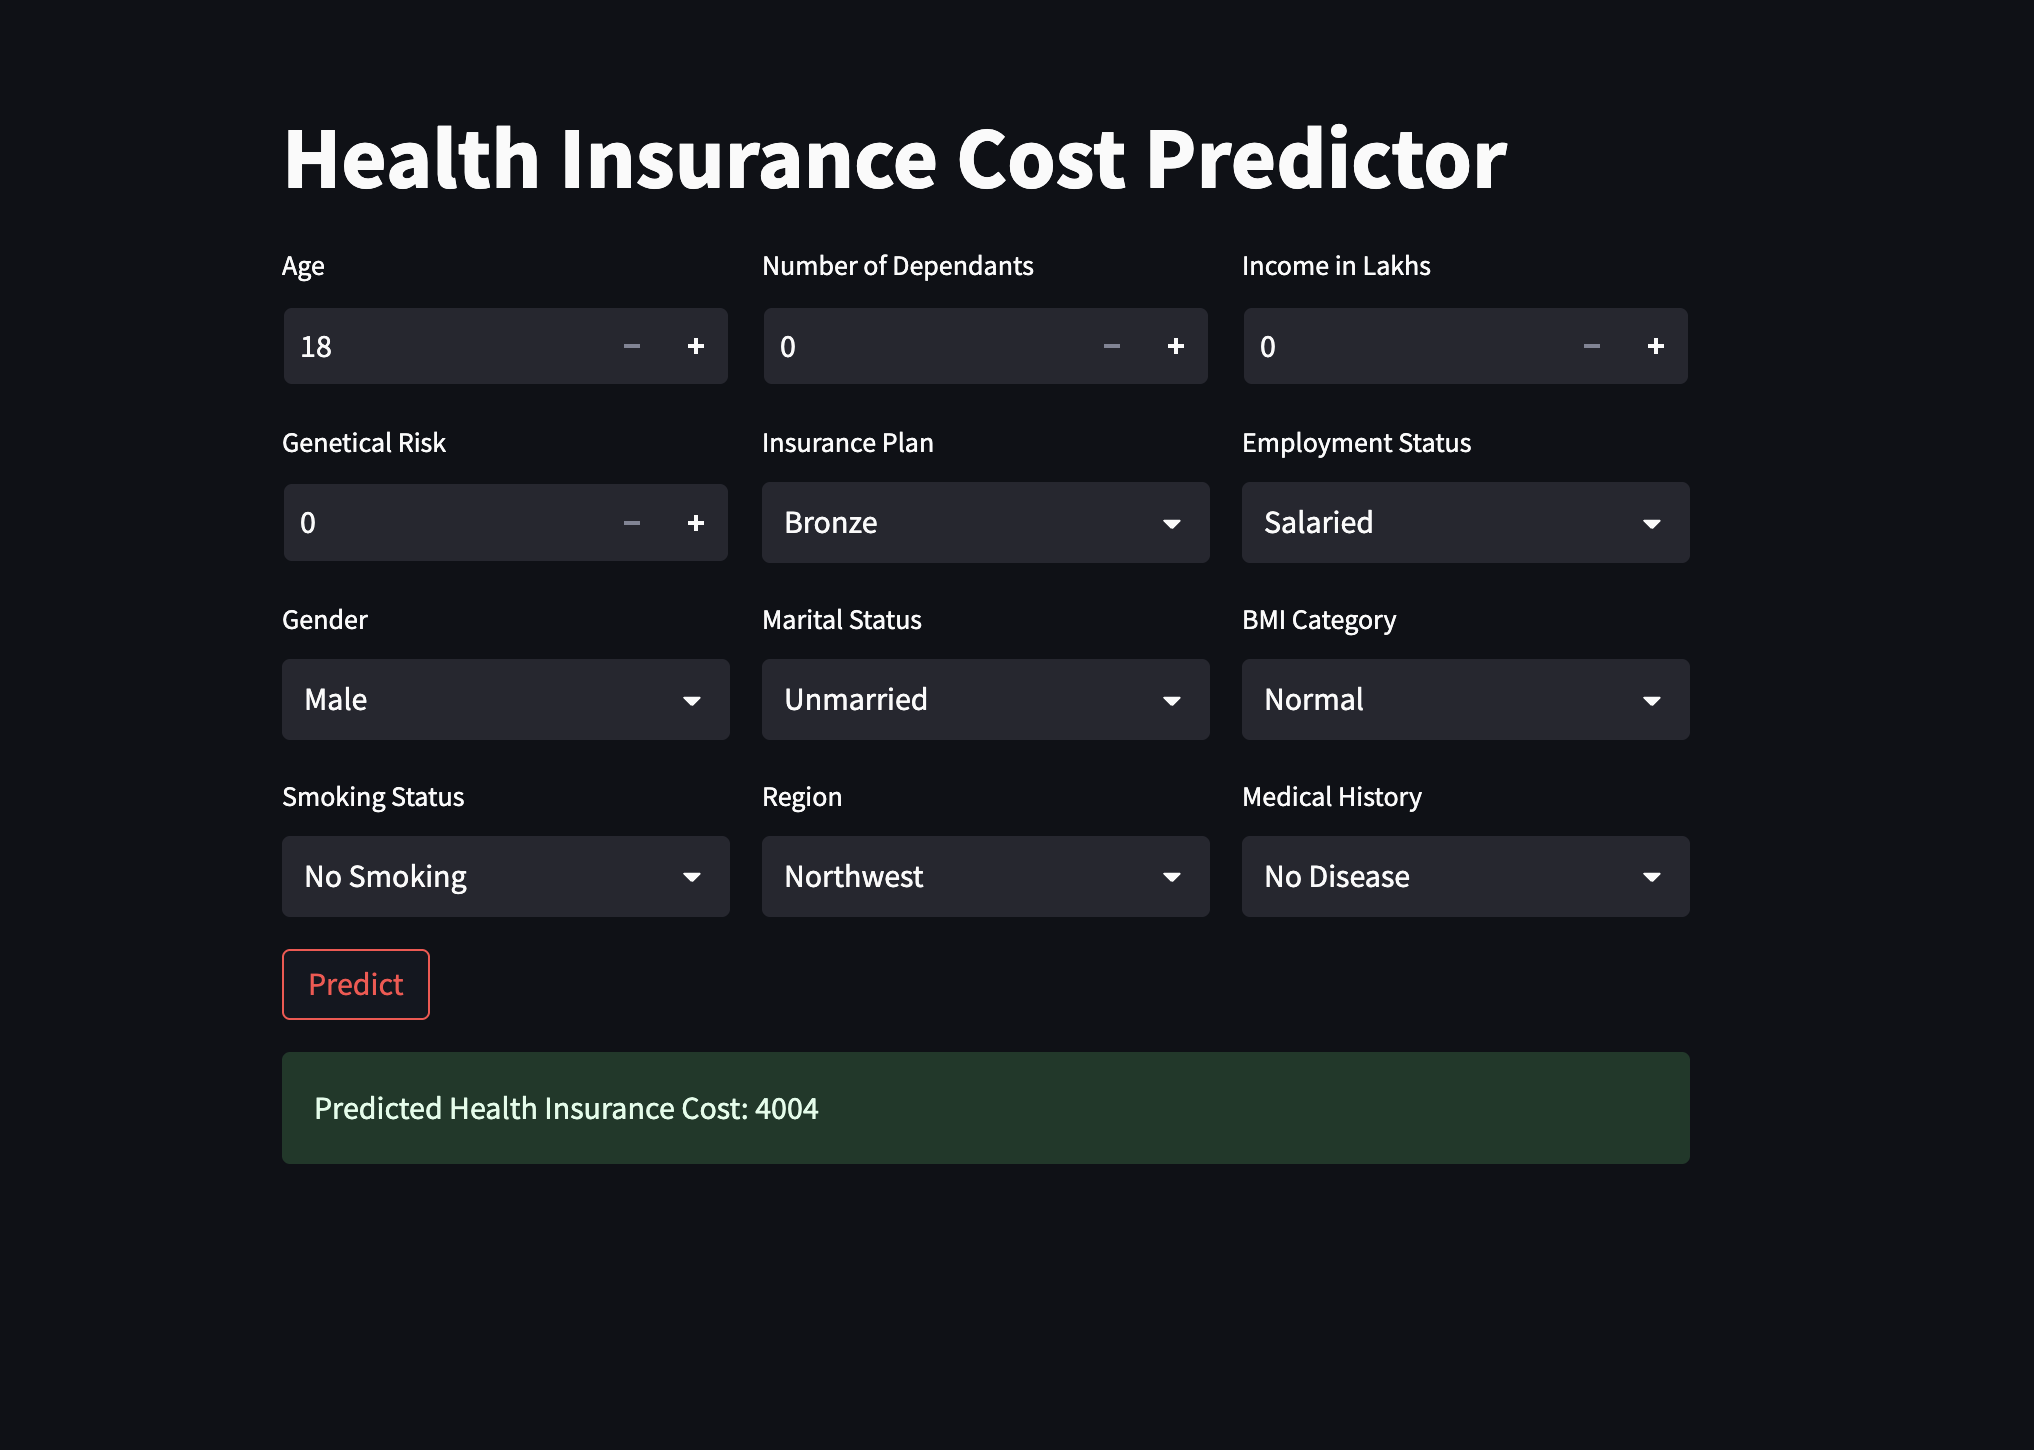 Health Insurance Cost Predictor
Age
Number of Dependants
Income in Lakhs
18
0
0
Genetical Risk
Insurance Plan
Employment Status
0
Bronze
Salaried
Gender
Marital Status
BMI Category
Male
Unmarried
Normal
Smoking Status
Region
Medical History
No Smoking
Northwest
No Disease
Predict
Predicted Health Insurance Cost: 4004